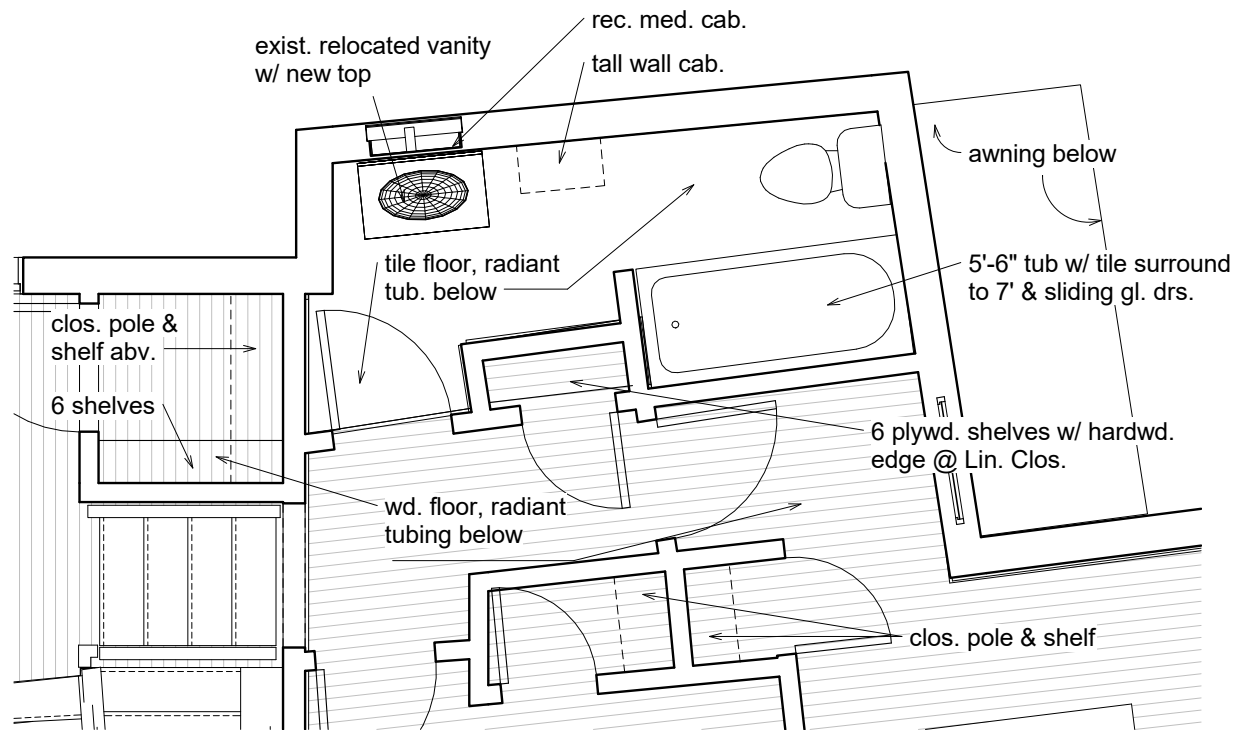 rec. med. cab.
exist. relocated vanity
w/ new top
tall wall cab.
awning below
tile floor, radiant
tub. below
5'-6" tub w/ tile surround
to 7' & sliding gl. drs.
clos. pole &
shelf abv.
6 shelves
6 plywd. shelves w/ hardwd.
edge @ Lin. Clos.
wd. floor, radiant
tubing below
clos. pole & shelf